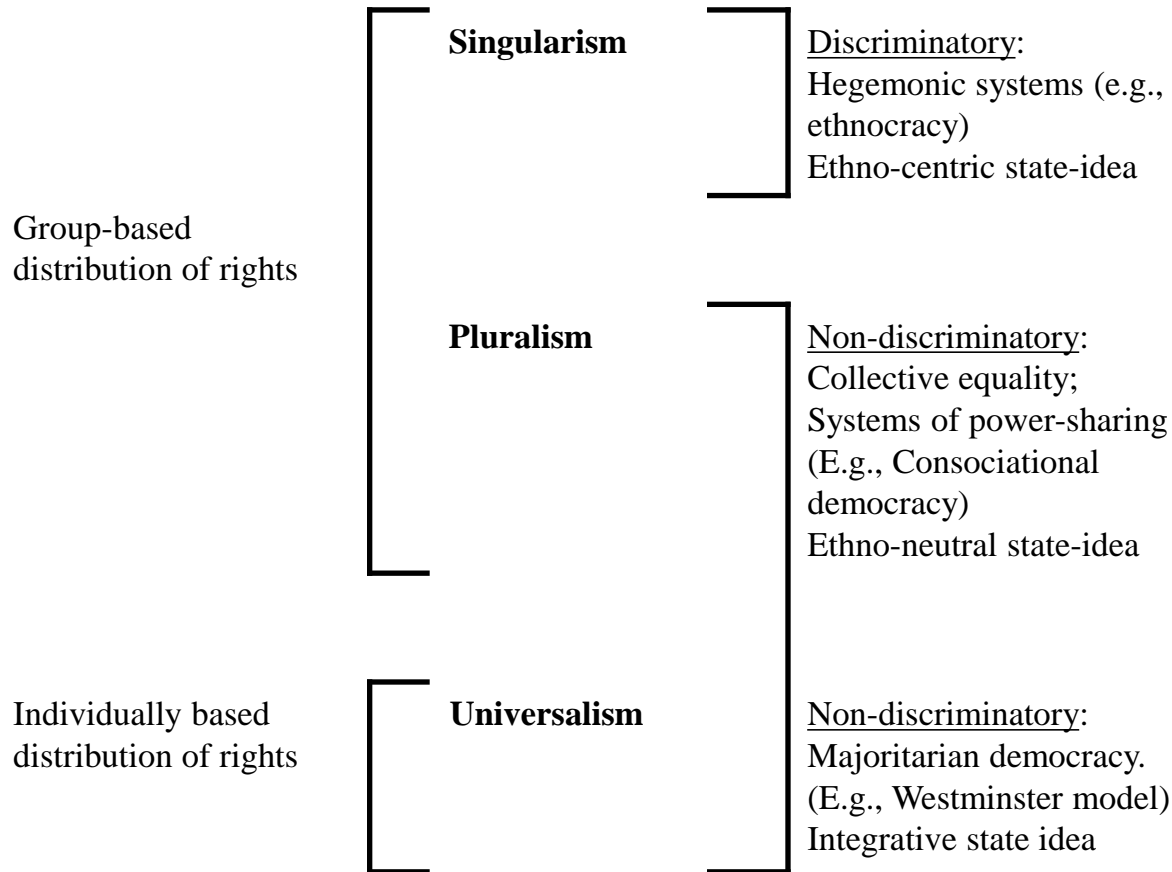 Singularism
Discriminatory:
Hegemonic systems (e.g.,
ethnocracy)
Ethno-centric state-idea
Group-based
distribution of rights
Pluralism
Non-discriminatory:
Collective equality;
Systems of power-sharing
(E.g., Consociational
democracy)
Ethno-neutral state-idea
Individually based
distribution of rights
Universalism
Non-discriminatory:
Majoritarian democracy.
(E.g., Westminster model)
Integrative state idea